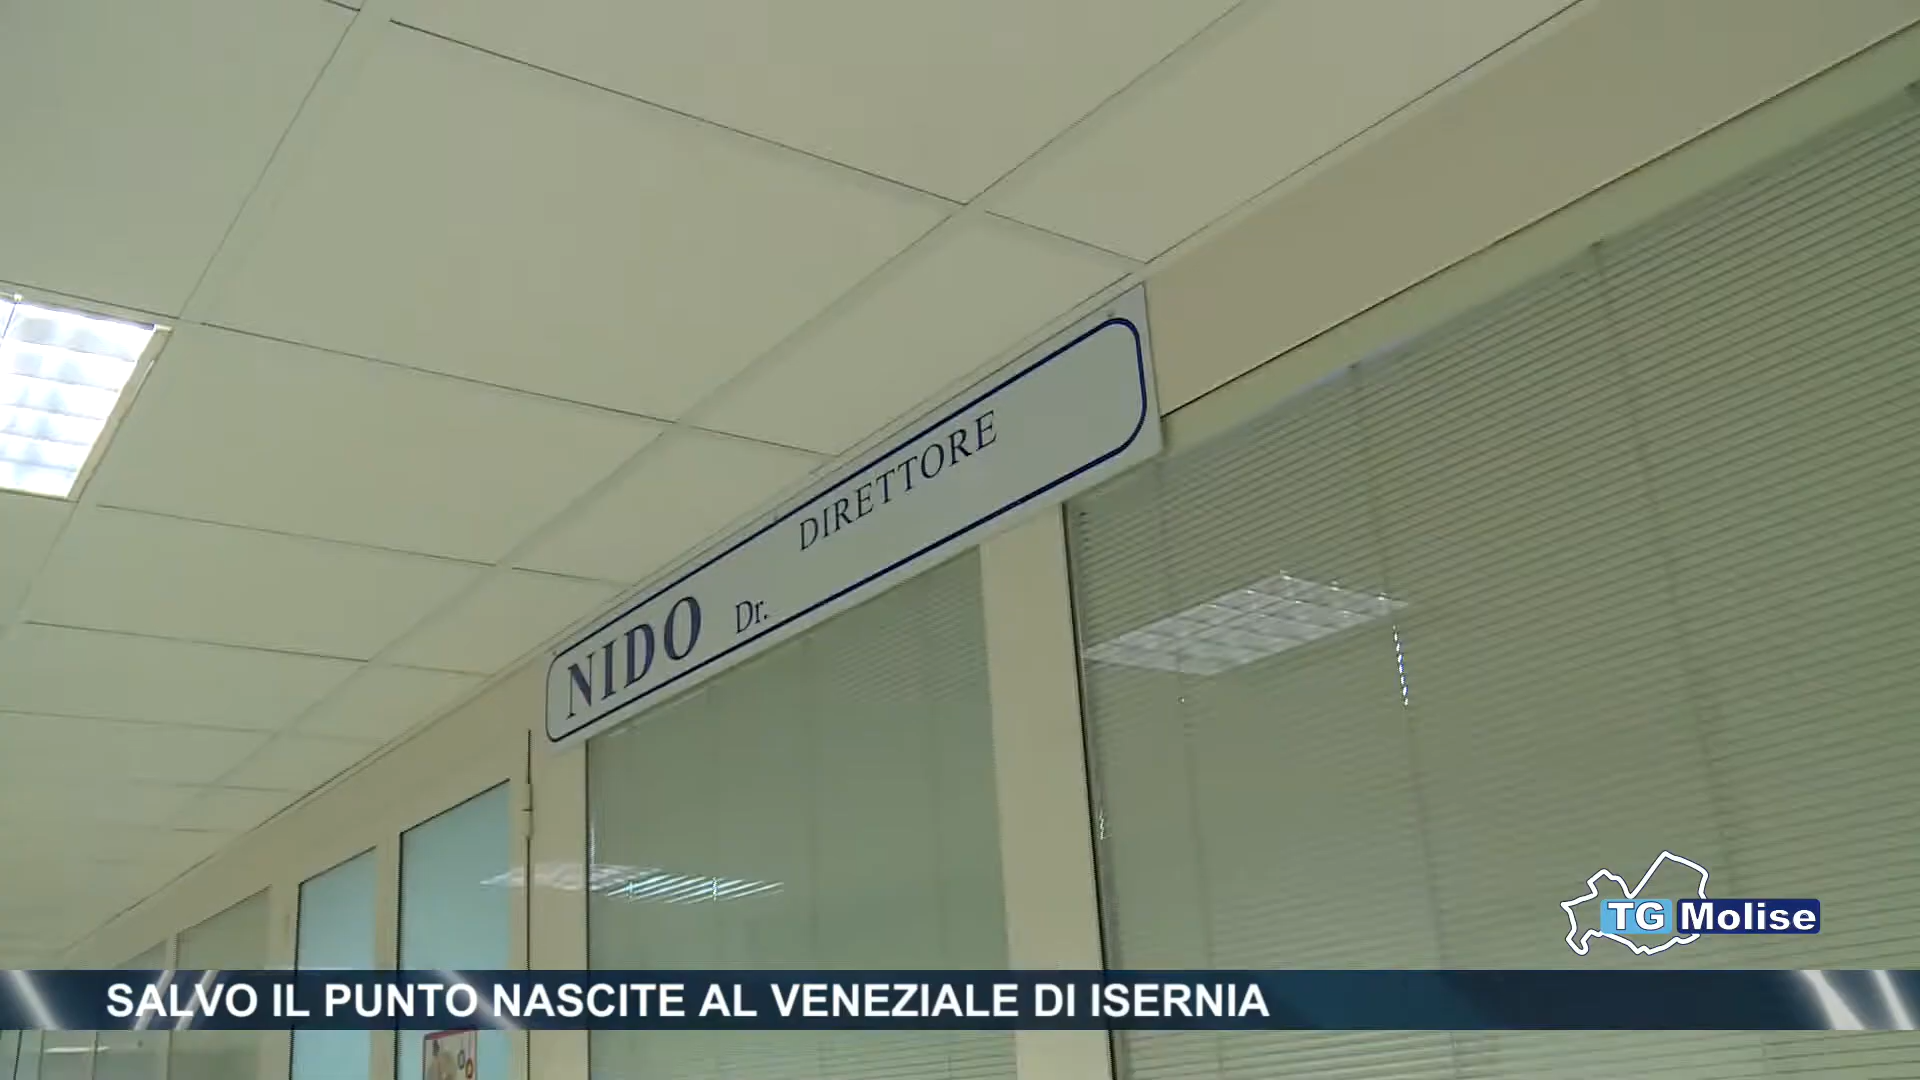 DIRETTORE
NIDO Dr.
TG Molise
SALVO IL PUNTO NASCITE AL VENEZIALE DI ISERNIA